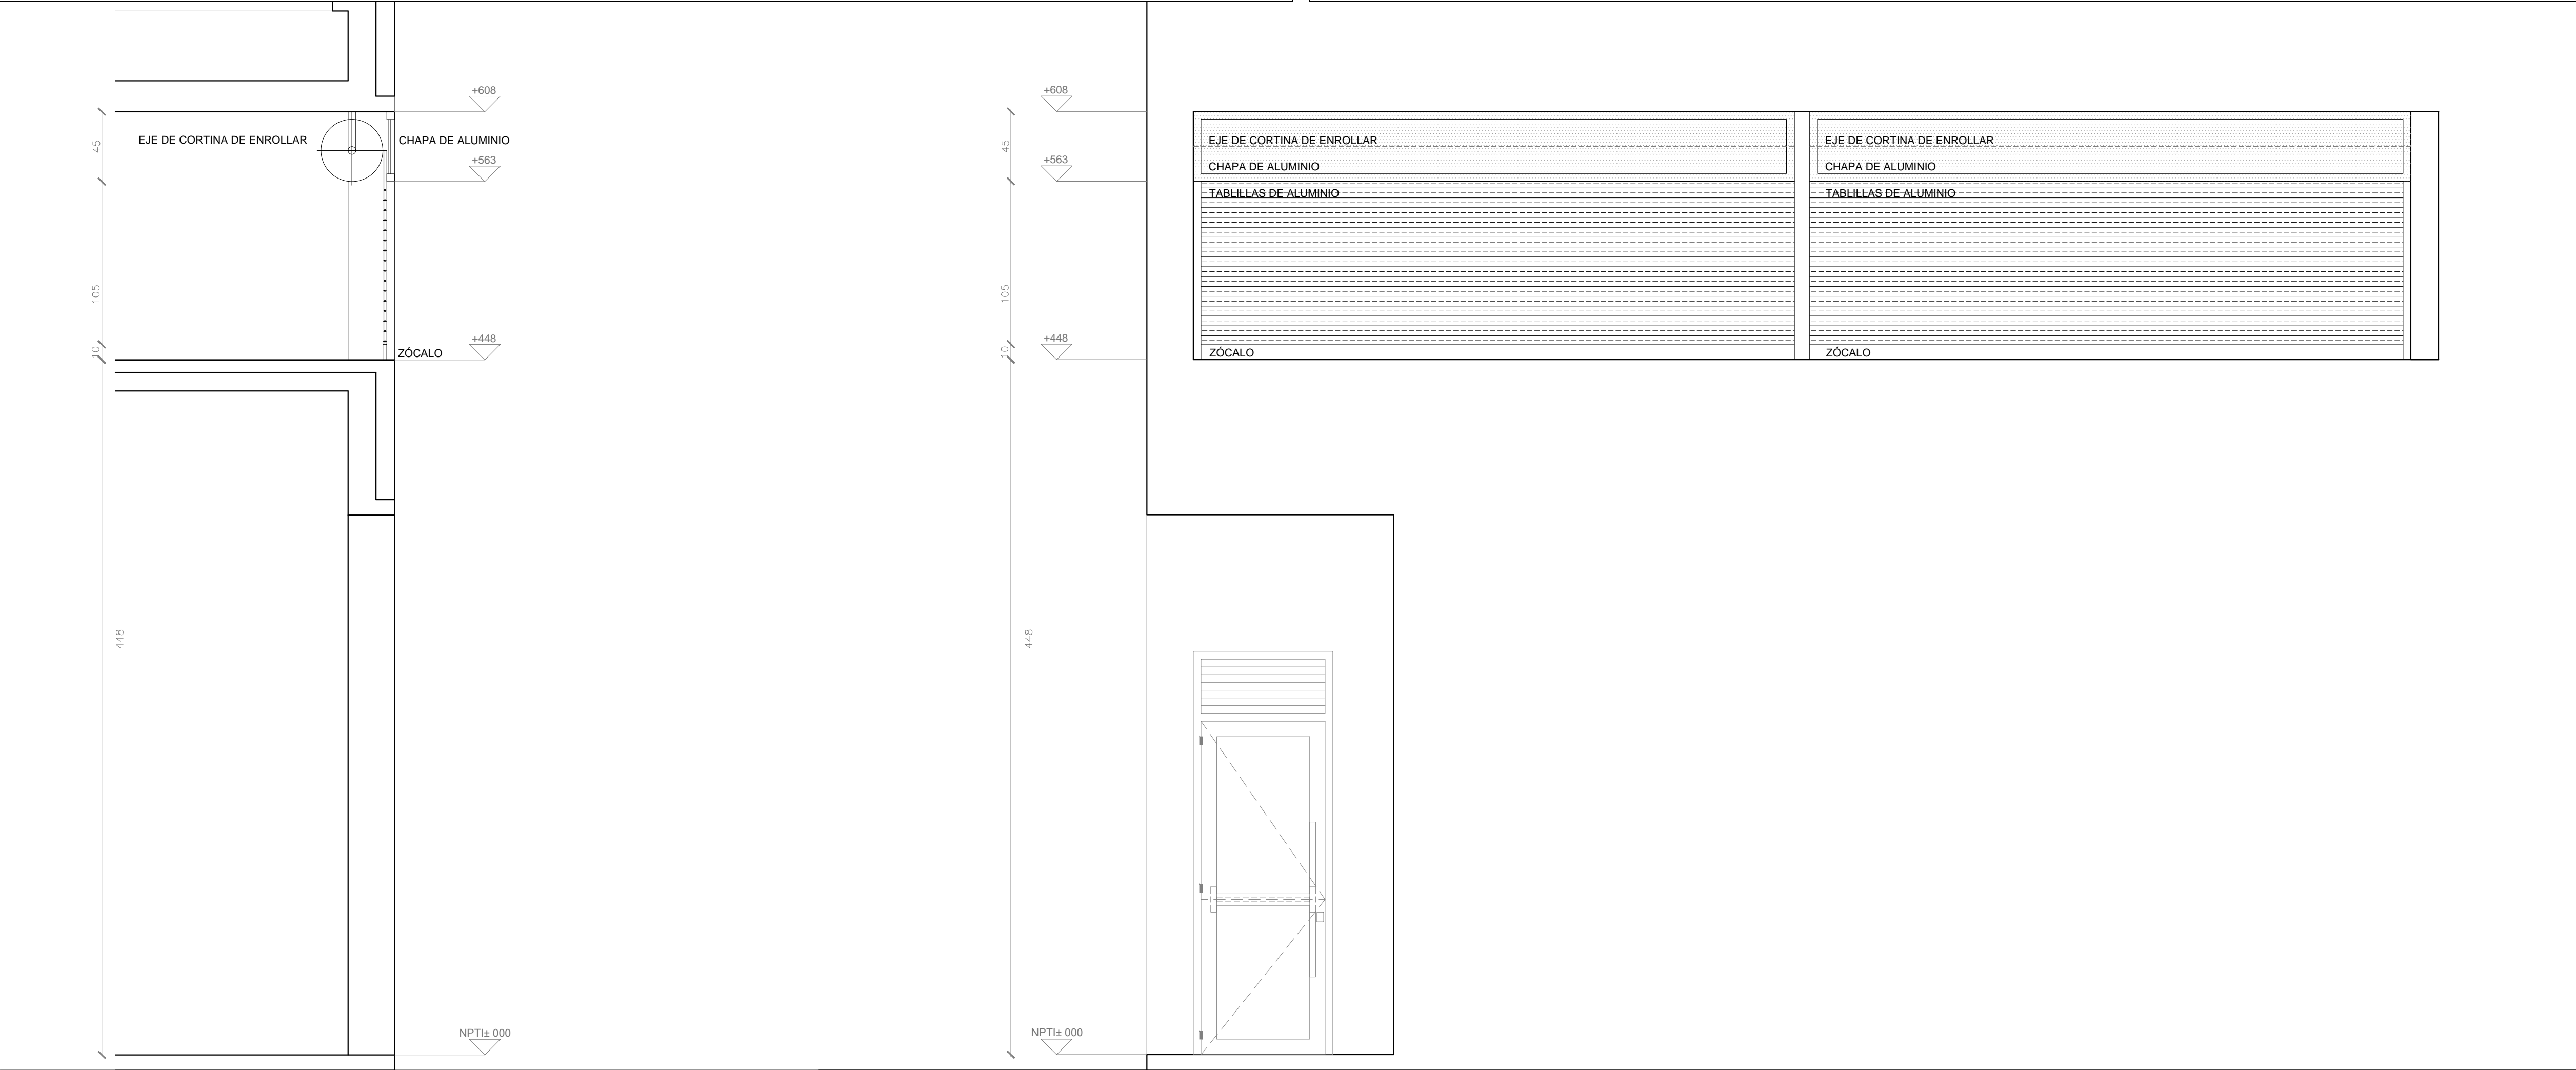 +608
45
EJE DE CORTINA DE ENROLLAR
CHAPA DE ALUMINIO
+563
105
+448
10
ZÓCALO
448
NPTI± 000
+608
45
+563
105
+448
10
448
NPTI± 000
EJE DE CORTINA DE ENROLLAR
CHAPA DE ALUMINIO
TABLILLAS DE ALUMINIO
ZÓCALO
EJE DE CORTINA DE ENROLLAR
CHAPA DE ALUMINIO
TABLILLAS DE ALUMINIO
ZÓCALO